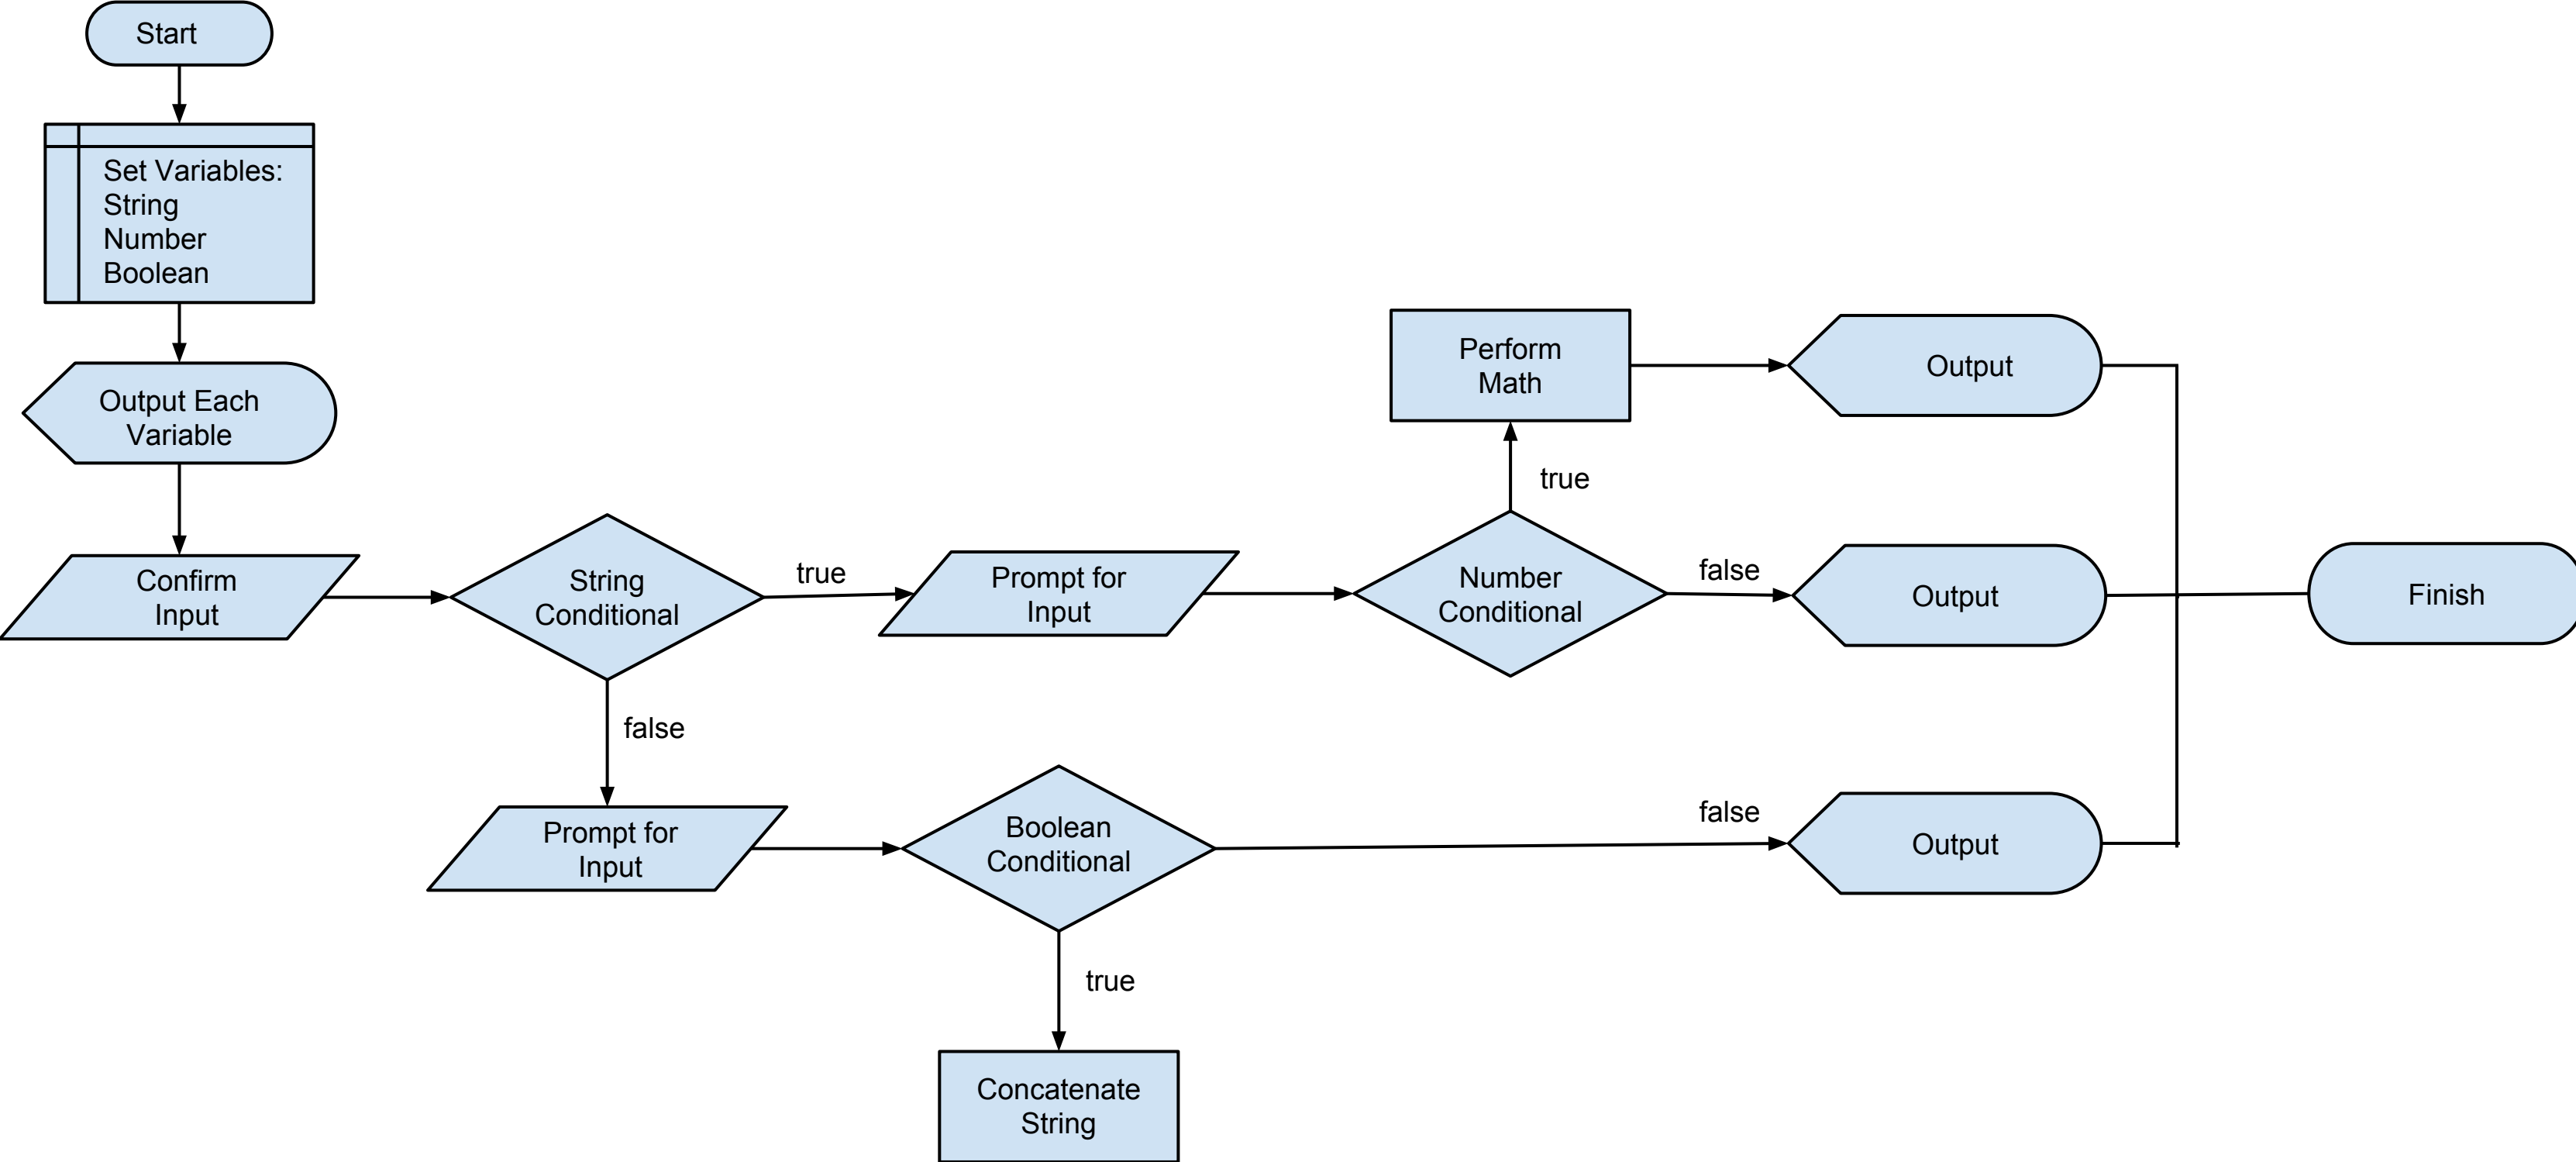 Start
Set Variables:
String
Number
Boolean
Output Each
Variable
Confirm
Input
String
Conditional
true
Prompt for
Input
Number
Conditional
true
Perform
Math
Output
false
Output
Finish
false
Prompt for
Input
Boolean
Conditional
false
Output
true
Concatenate
String